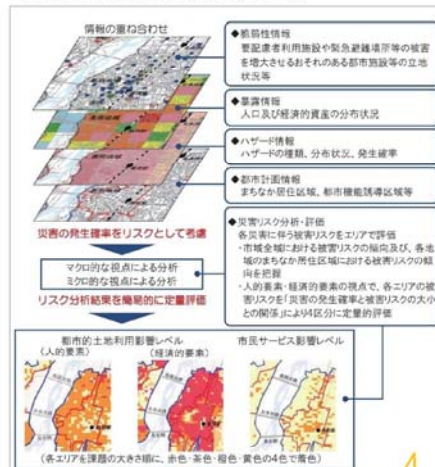 情報の重ね合わせ
◆脆弱性情報
要配慮者利用施設や緊急避難場所等の被害
を増大させるおそれのある都市施設等の立地
状況等
◆暴露情報
人口及び経済的資産の分布状況
◆ハザード情報
ハザードの種類、分布状況、発生確率
◆都市計画情報
まちなか居住区域、都市機能誘導区域等
災害の発生確率をリスクとして考慮
マクロ的な視点による分析
ミクロ的な視点による分析
リスク分析結果を簡易的に定量評価
◆災害リスク分析・評価
各災害に伴う被害リスクをエリアで評価
・市域全域における被害リスクの傾向及び、各地
域のまちなか居住区域における被害リスクの傾
向を把握
・人的要素・経済的要素の視点で、各エリアの被
害リスクを「災害の発生確率と被害リスクの大小
との関係」により4区分に定量的評価
都市的土地利用影響レベル
(人的要素)
(経済的要素)
市民サービス影響レベル
(各エリアを課題の大きさ順に、赤色・茶色・橙色・黄色の4色で着色)
4